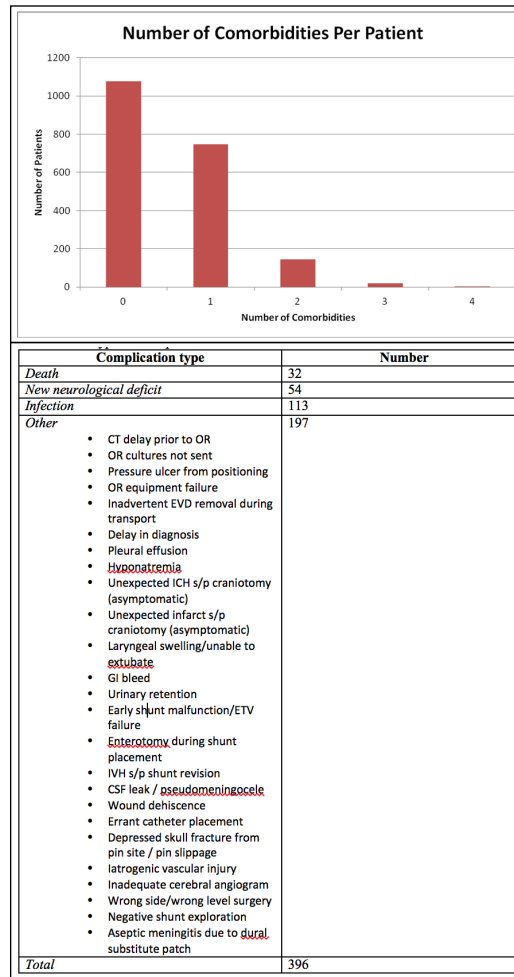 Number of Comorbidities Per Patient
1200
1000
800
600
400
200
0
Number of Patients
0 1 2 3 4
Number of Comorbidities
Complication type Number
Death 32
New neurological deficit 54
Infection 113
Other 197
• CT delay prior to OR
• OR cultures not sent
• Pressure ulcer from positioning
• OR equipment failure
• Inadvertent EVD removal during
transport
• Delay in diagnosis
• Pleural effusion
• Hyponatremia
• Unexpected ICH s/p craniotomy
(asymptomatic)
• Unexpected infarct s/p
craniotomy (asymptomatic)
• Laryngeal swelling/unable to
extubate
• GI bleed
• Urinary retention
• Early shunt malfunction/ETV
failure
• Enterotomy during shunt
placement
• IVH s/p shunt revision
• CSF leak / pseudomeningocele
• Wound dehiscence
• Errant catheter placement
• Depressed skull fracture from
pin site / pin slippage
• Iatrogenic vascular injury
• Inadequate cerebral angiogram
• Wrong side/wrong level surgery
• Negative shunt exploration
• Aseptic meningitis due to dural
substitute patch
Total 396